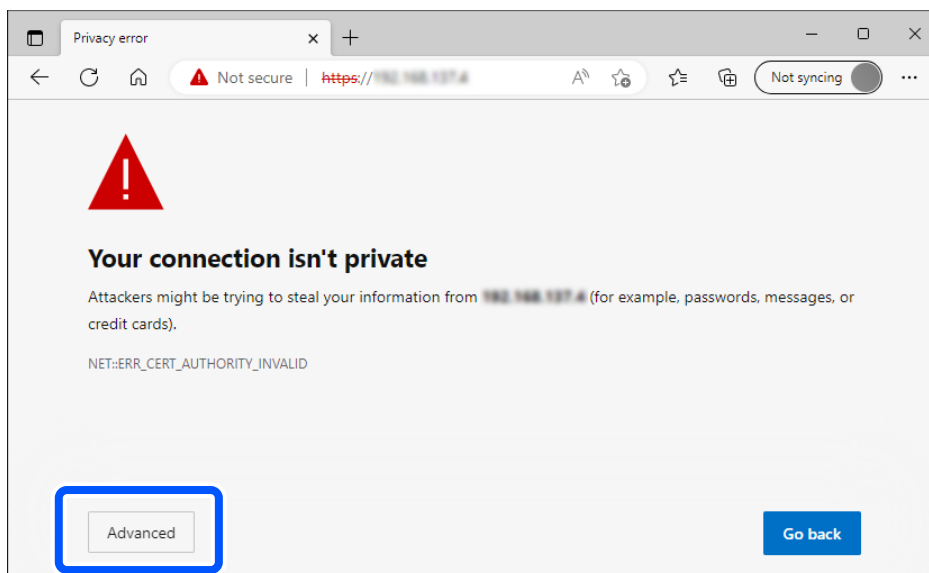 Privacy error
Not syncing
Not secure https://
Your connection isn't private
Attackers might be trying to steal your information from (for example, passwords, messages, or
credit cards).
NET::ERR_CERT_AUTHORITY_INVALID
Advanced
Go back